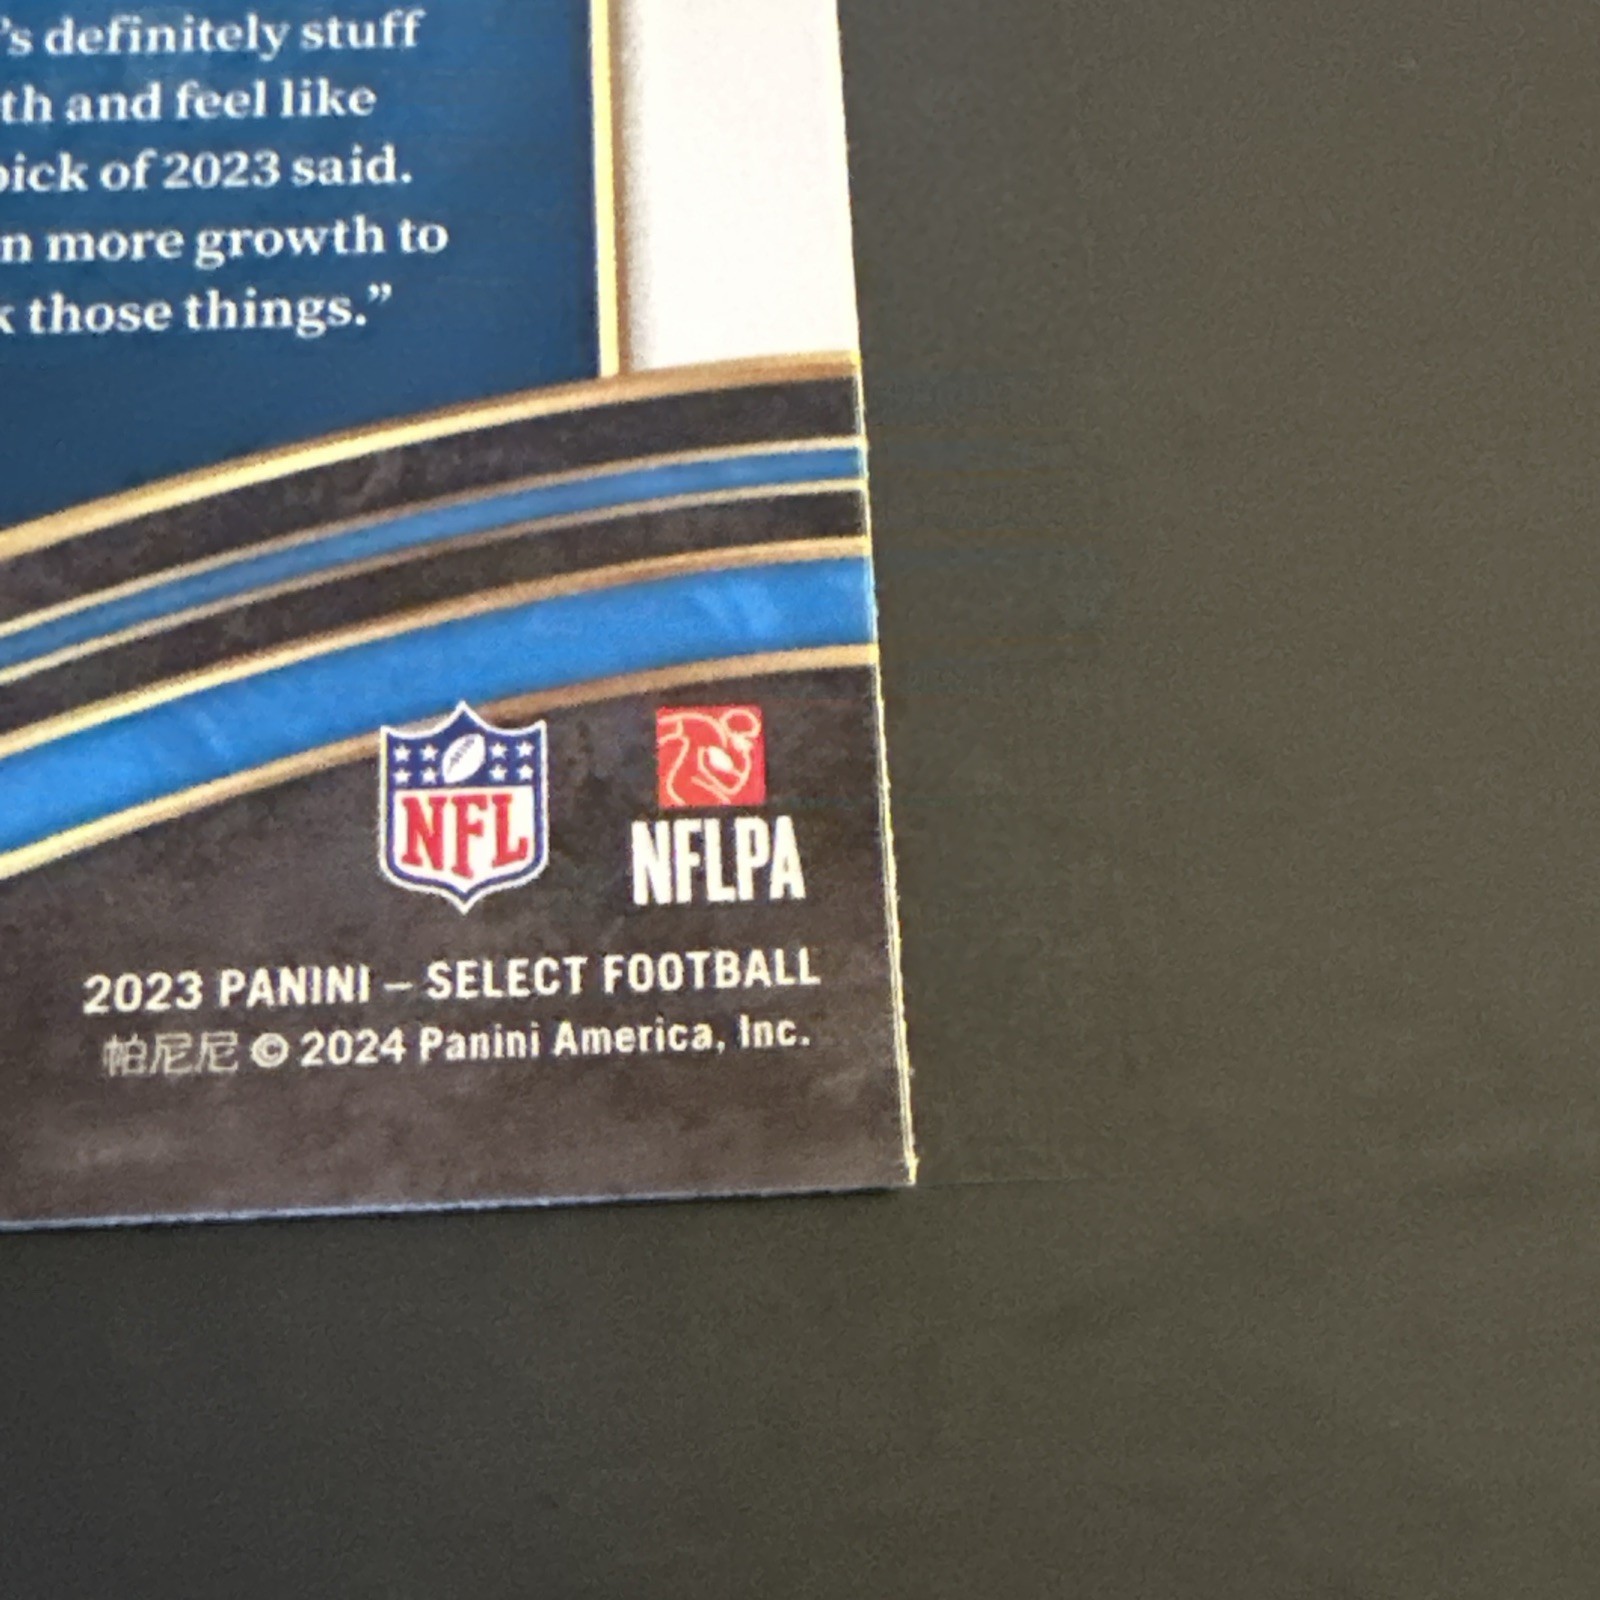 's definitely stuff
th and feel like
pick of 2023 said.
n more growth to
k those things.”
NFL
NFLPA
2023 PANINI – SELECT FOOTBALL
帕尼尼 © 2024 Panini America, Inc.